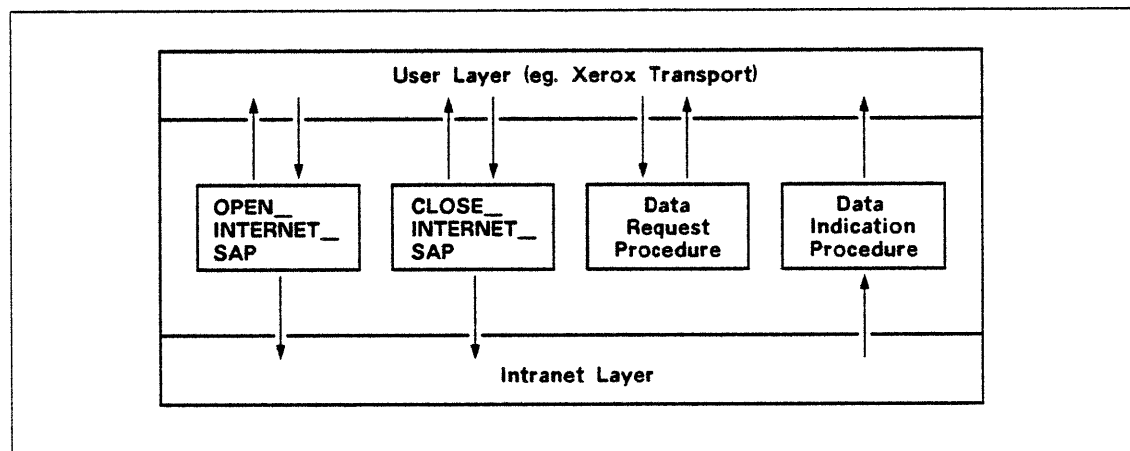 User Layer (eg. Xerox Transport)
OPEN_
INTERNET_
SAP
CLOSE_
INTERNET_
SAP
Data
Request
Procedure
Data
Indication
Procedure
Intranet Layer